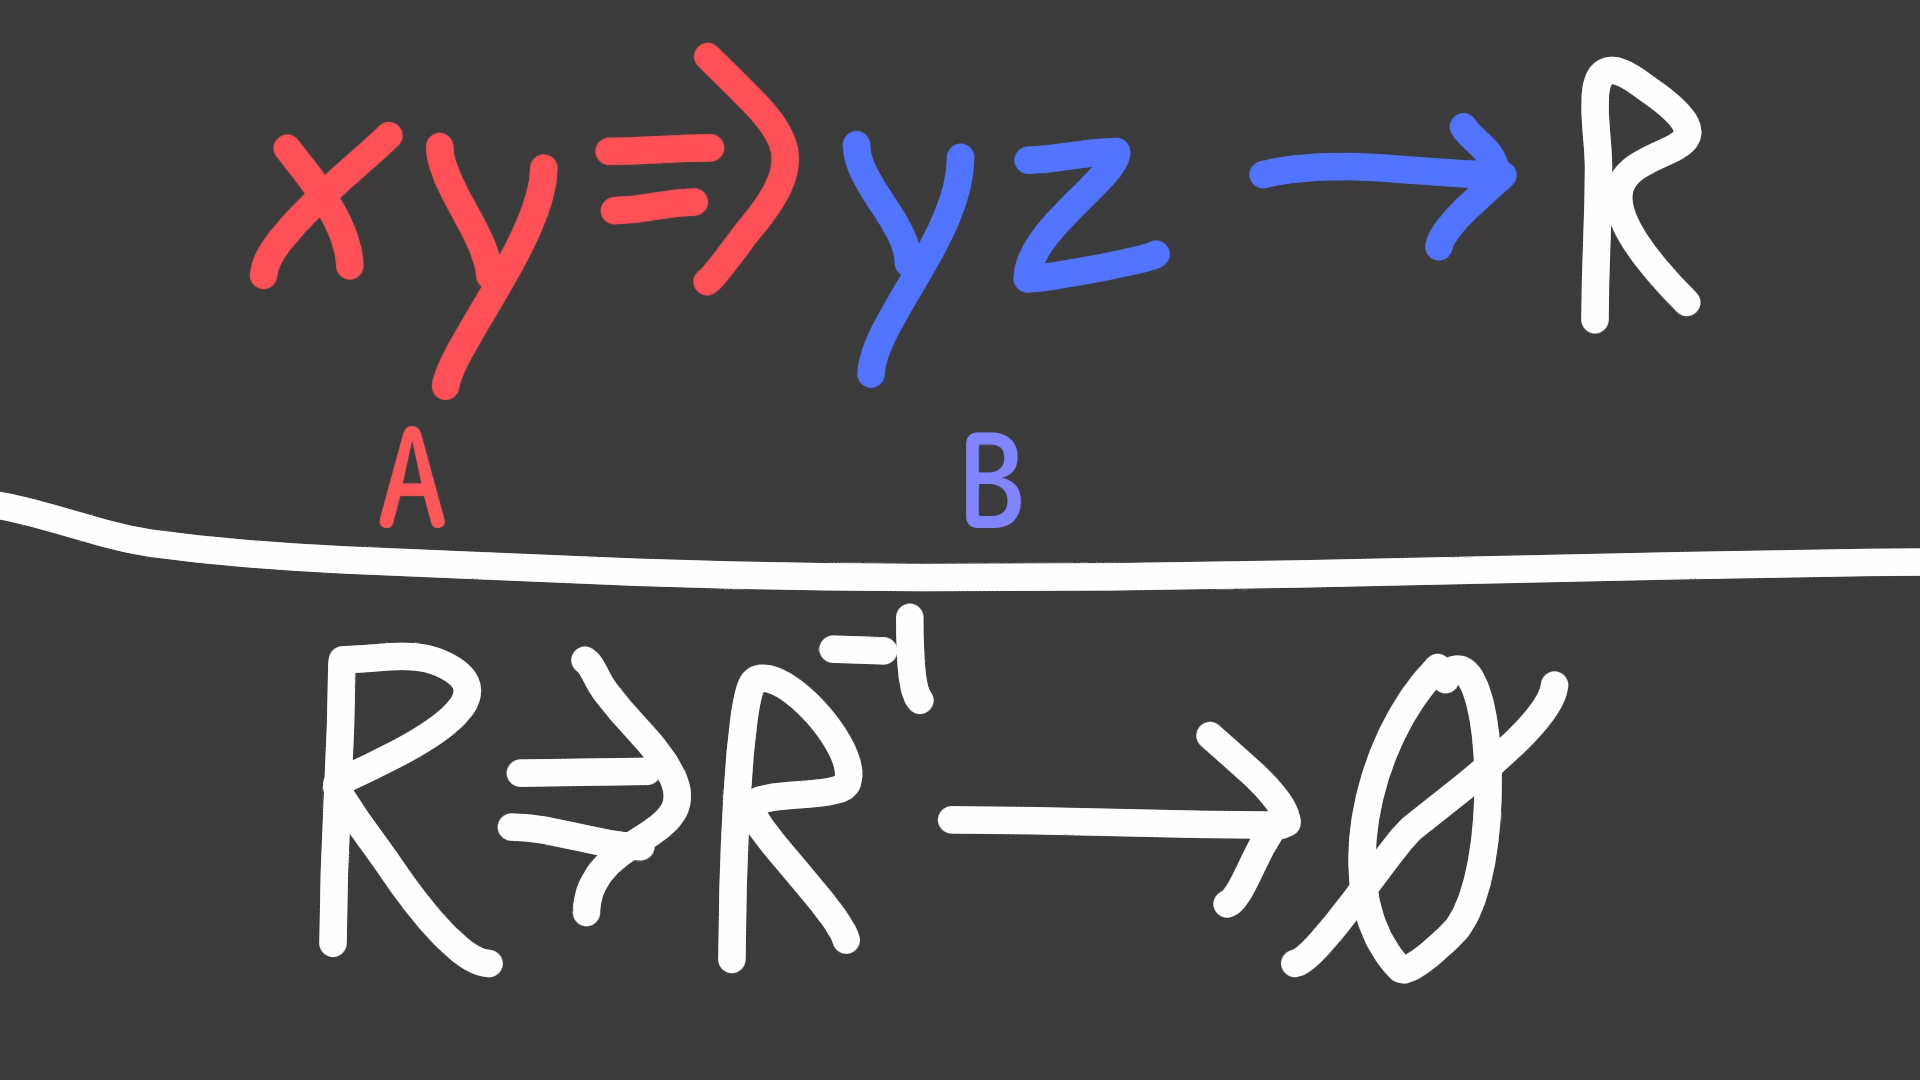 xy ⇒ yz → R
A B
R ⇒ R⁻¹ → ∅